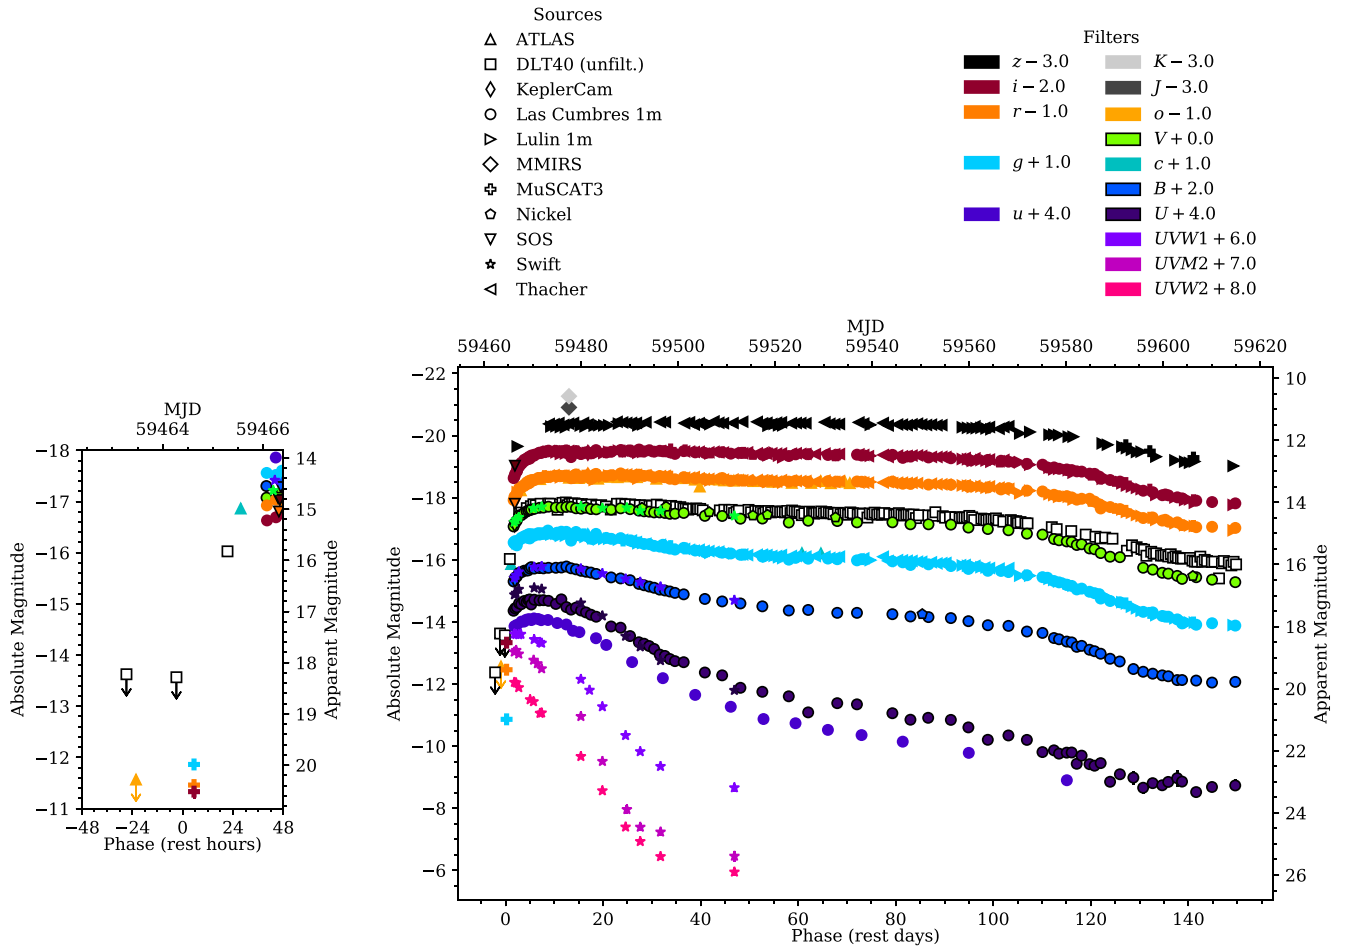 Sources
ATLAS
DLT40 (unfilt.)
KeplerCam
Las Cumbres 1m
Lulin 1m
MMIRS
MuSCAT3
Nickel
SOS
Swift
Thacher
Filters
z − 3.0
i − 2.0
r − 1.0
g + 1.0
u + 4.0
K − 3.0
J − 3.0
o − 1.0
V + 0.0
c + 1.0
B + 2.0
U + 4.0
UVW1 + 6.0
UVM2 + 7.0
UVW2 + 8.0
MJD
59464 59466
−18
−17
−16
−15
−14
−13
−12
−11
Absolute Magnitude
14
15
16
17
18
19
20
Apparent Magnitude
−48 −24 0 24 48
Phase (rest hours)
MJD
59460 59480 59500 59520 59540 59560 59580 59600 59620
−22
−20
−18
−16
−14
−12
−10
−8
−6
Absolute Magnitude
10
12
14
16
18
20
22
24
26
Apparent Magnitude
0 20 40 60 80 100 120 140
Phase (rest days)